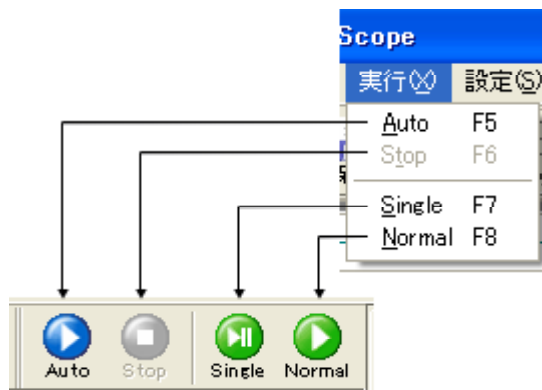 Scope
実行(X) 設定(S)
Auto F5
Stop F6
Single F7
Normal F8
Auto Stop Single Normal